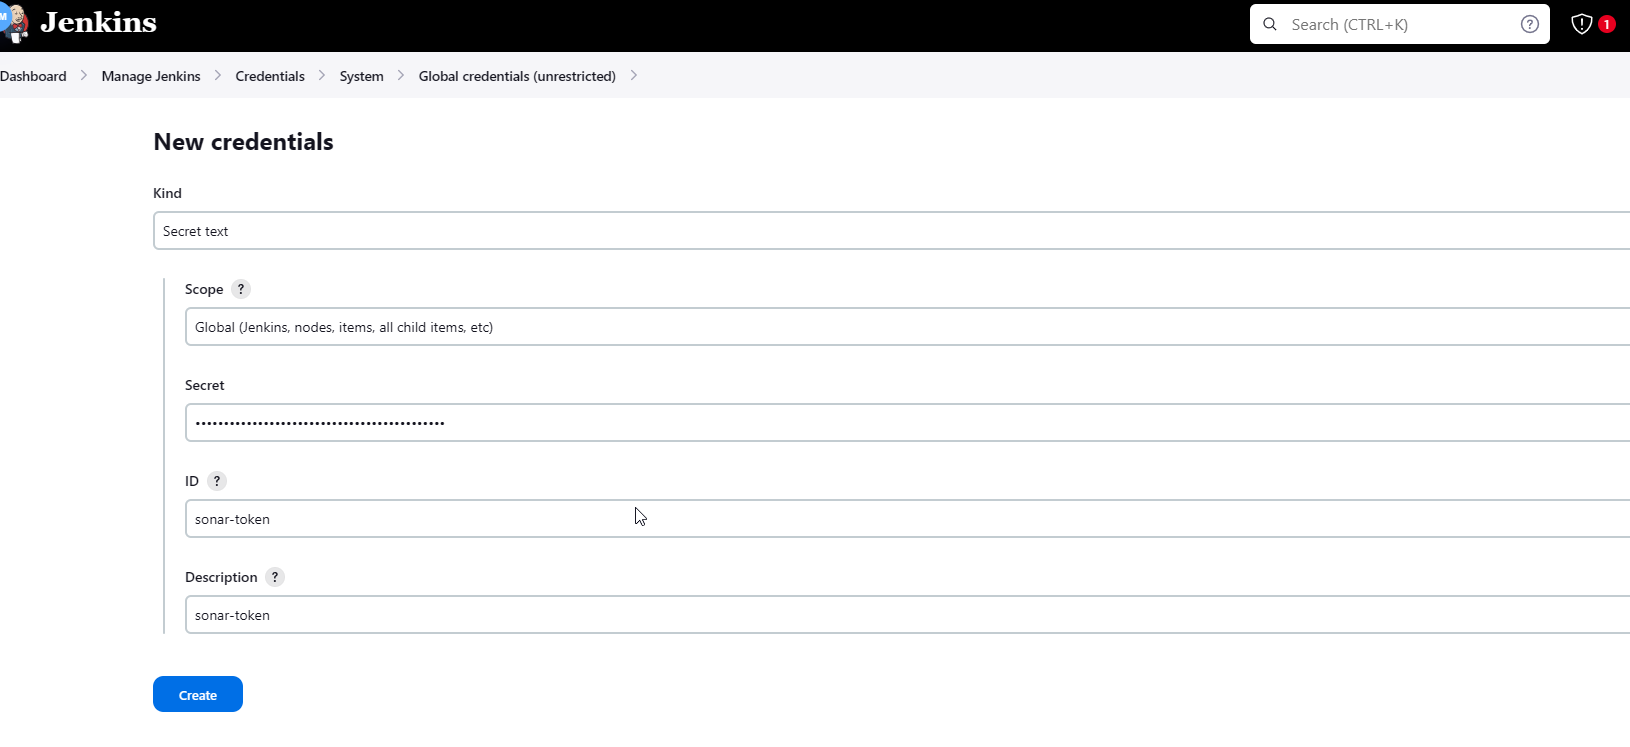 M
Jenkins
Search (CTRL+K)
?
1
Dashboard
Manage Jenkins
Credentials
System
Global credentials (unrestricted)
New credentials
Kind
Secret text
Scope ?
Global (Jenkins, nodes, items, all child items, etc)
Secret
ID ?
sonar-token
Description ?
sonar-token
Create